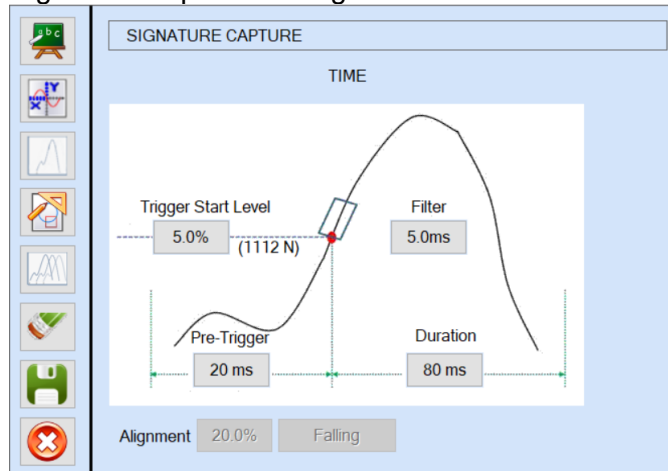 abc
Y
X
SIGNATURE CAPTURE
TIME
Trigger Start Level
Filter
5.0%
(1112 N)
5.0ms
Pre-Trigger
Duration
20 ms
80 ms
Alignment 20.0% Falling